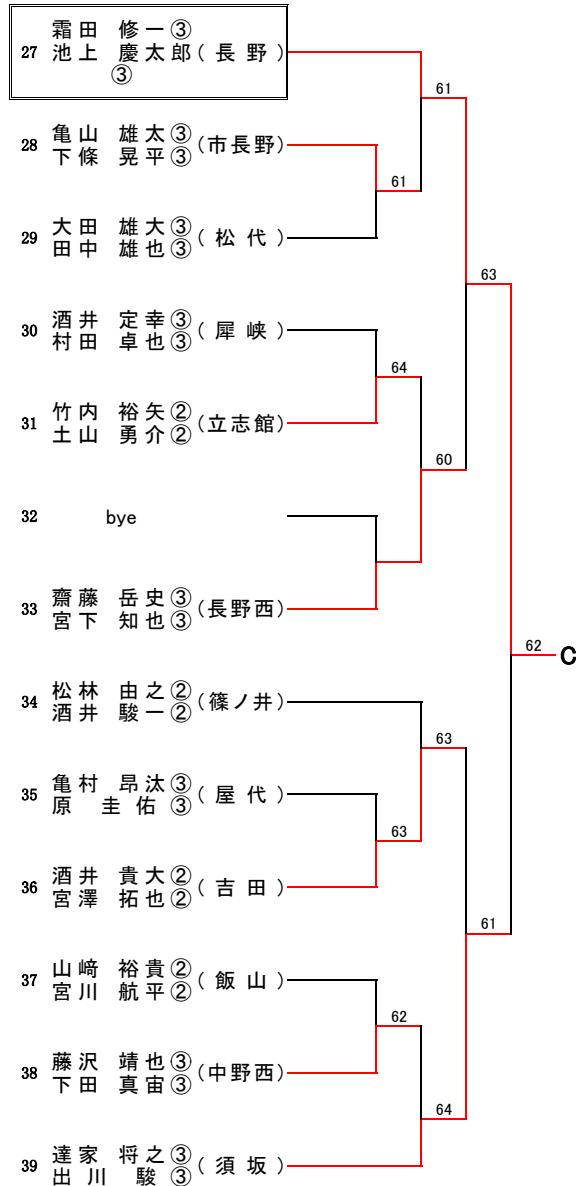 霜田 修一③
27 池上 慶太郎(長野)
③
61
28 亀山 雄太③(市長野)
下條 晃平③
61
29 大田 雄大③(松代)
田中 雄也③
63
30 酒井 定幸③(犀峡)
村田 卓也③
64
31 竹内 裕矢②(立志館)
土山 勇介②
60
32 bye
33 齋藤 岳史③(長野西)
宮下 知也③
62 C
34 松林 由之②(篠ノ井)
酒井 駿一②
63
35 亀村 昂汰③(屋代)
原 圭佑③
63
36 酒井 貴大②(吉田)
宮澤 拓也②
61
37 山﨑 裕貴②(飯山)
宮川 航平②
62
38 藤沢 靖也③(中野西)
下田 真宙③
64
39 達家 将之③(須坂)
出川 駿③